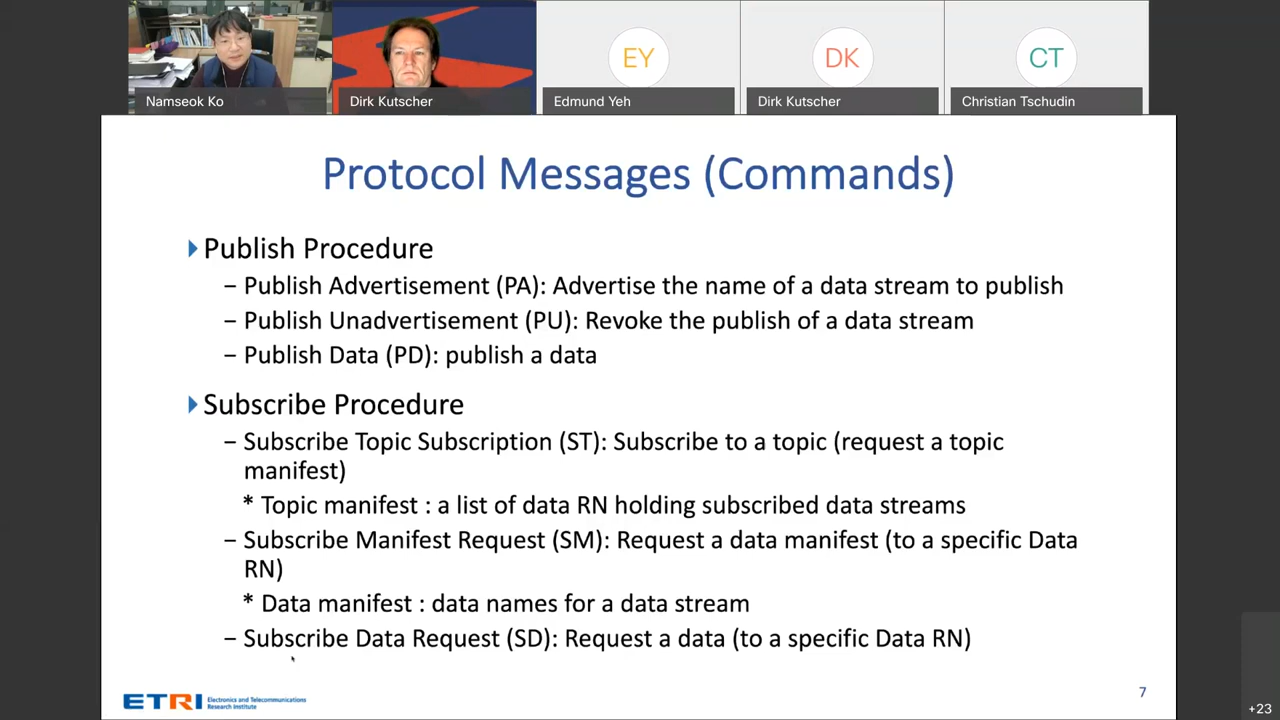 EY
DK
CT
Namseok Ko
Dirk Kutscher
Edmund Yeh
Dirk Kutscher
Christian Tschudin
Protocol Messages (Commands)
Publish Procedure
– Publish Advertisement (PA): Advertise the name of a data stream to publish
– Publish Unadvertisement (PU): Revoke the publish of a data stream
– Publish Data (PD): publish a data
Subscribe Procedure
– Subscribe Topic Subscription (ST): Subscribe to a topic (request a topic
manifest)
* Topic manifest : a list of data RN holding subscribed data streams
– Subscribe Manifest Request (SM): Request a data manifest (to a specific Data
RN)
* Data manifest : data names for a data stream
– Subscribe Data Request (SD): Request a data (to a specific Data RN)
ETRI Electronics and Telecommunications
Research Institute
7
+23